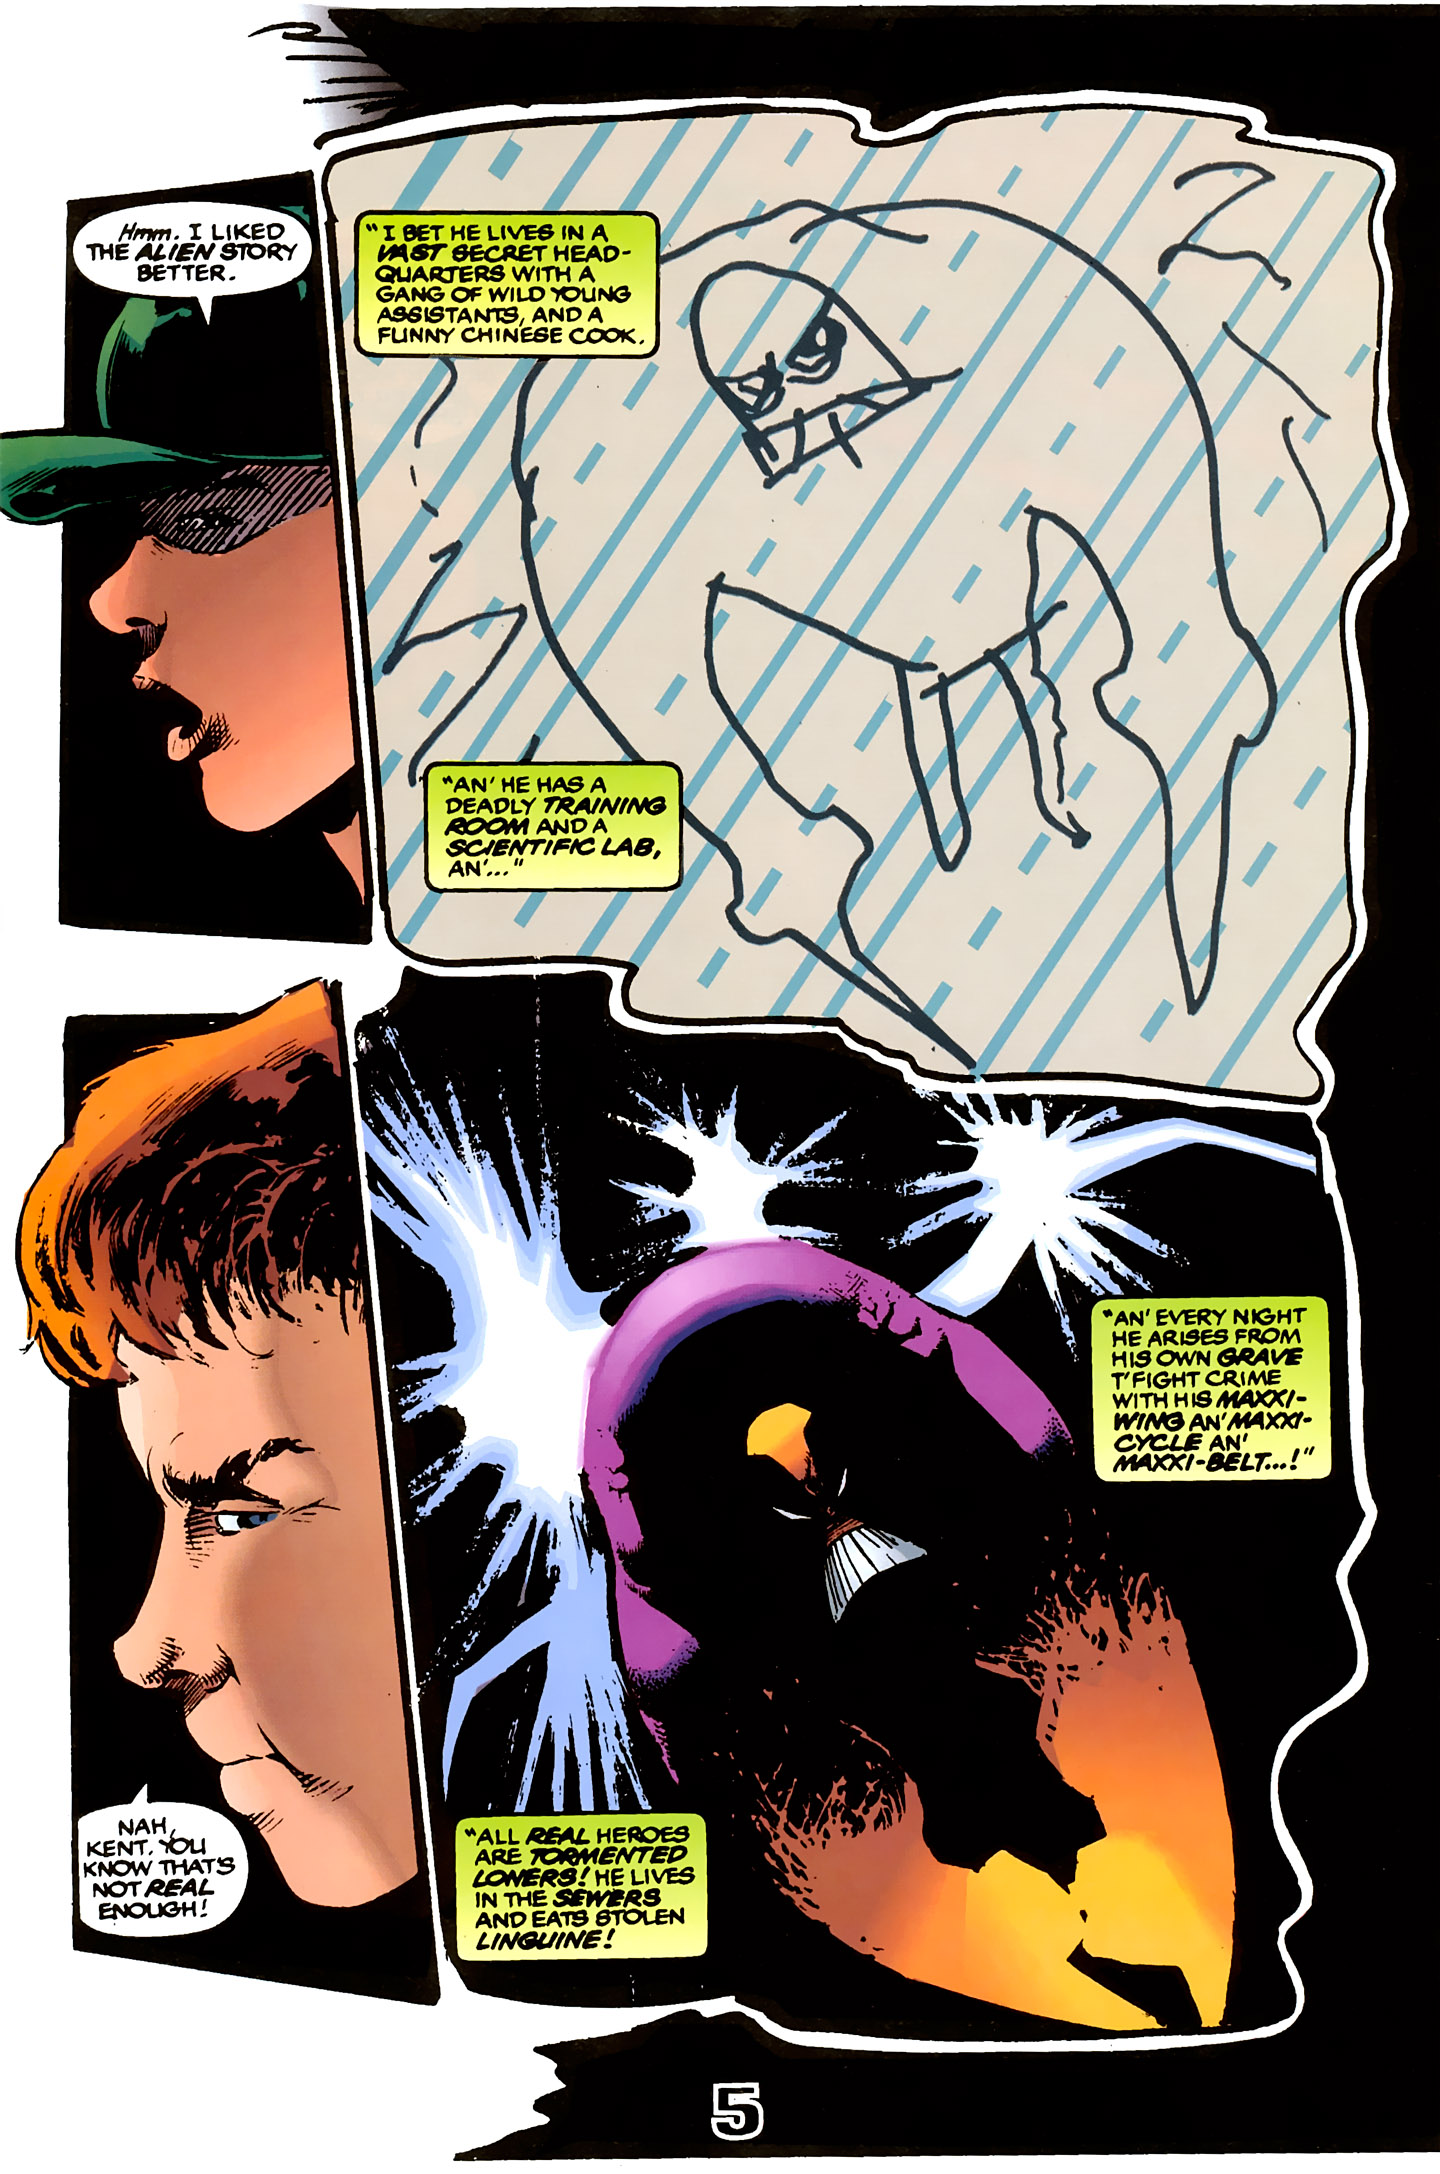 Hmm. I LIKED
THE ALIEN STORY
BETTER.
"I BET HE LIVES IN A
VAST SECRET HEAD-
QUARTERS WITH A
GANG OF WILD YOUNG
ASSISTANTS, AND A
FUNNY CHINESE COOK.
"AN' HE HAS A
DEADLY TRAINING
ROOM AND A
SCIENTIFIC LAB,
AN'..."
NAH,
KENT. YOU
KNOW THAT'S
NOT REAL
ENOUGH!
"AN' EVERY NIGHT
HE ARISES FROM
HIS OWN GRAVE
T'FIGHT CRIME
WITH HIS MAXXI-
WING AN' MAXXI-
CYCLE AN'
MAXXI-BELT...!"
"ALL REAL HEROES
ARE TORMENTED
LONERS! HE LIVES
IN THE SEWERS
AND EATS STOLEN
LINGUINE!
5